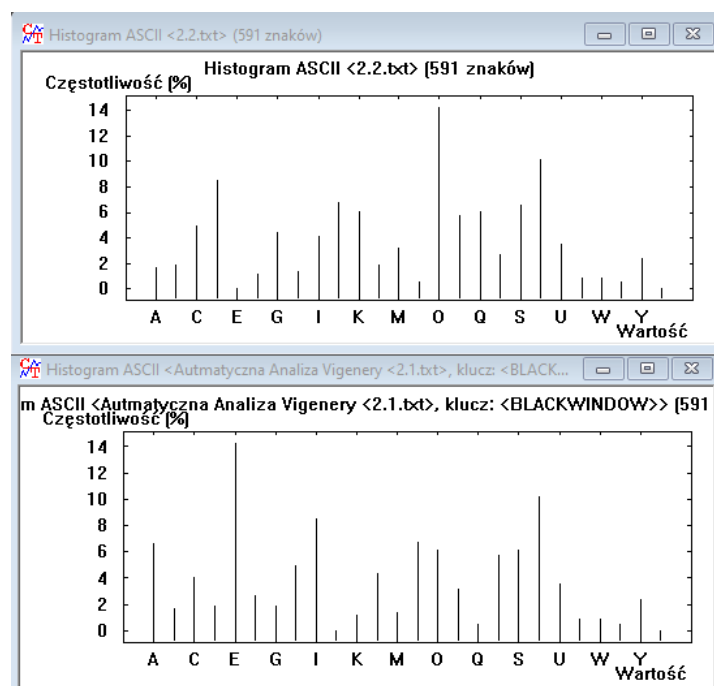 Histogram ASCII <2.2.txt> (591 znaków)
Histogram ASCII <2.2.txt> (591 znaków)
Częstotliwość (%)
14
12
10
8
6
4
2
0
A C E G I K M O Q S U W Y
Wartość
Histogram ASCII <Autmatyczna Analiza Vigenery <2.1.txt>, klucz: <BLACK...
m ASCII <Autmatyczna Analiza Vigenery <2.1.txt>, klucz: <BLACKWINDOW>> (591
Częstotliwość (%)
14
12
10
8
6
4
2
0
A C E G I K M O Q S U W Y
Wartość